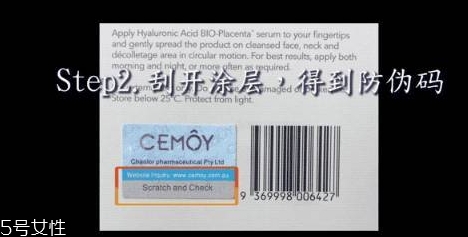 Apply Hyaluronic Acid BIO-Placenta™ serum to your fingertips
and gently spread the product on cleansed face, neck and
décolletage area in circular motion. For best results, apply both
morning and night, or more often as required.
Step2.刮开涂层，得到防伪码
Store below 25°C. Protect from light.
CEMOY
Chester pharmaceutical Pty Ltd
Website Inquiry: www.cemoy.com.au
Scratch and Check
9 369998 006427
5号女性